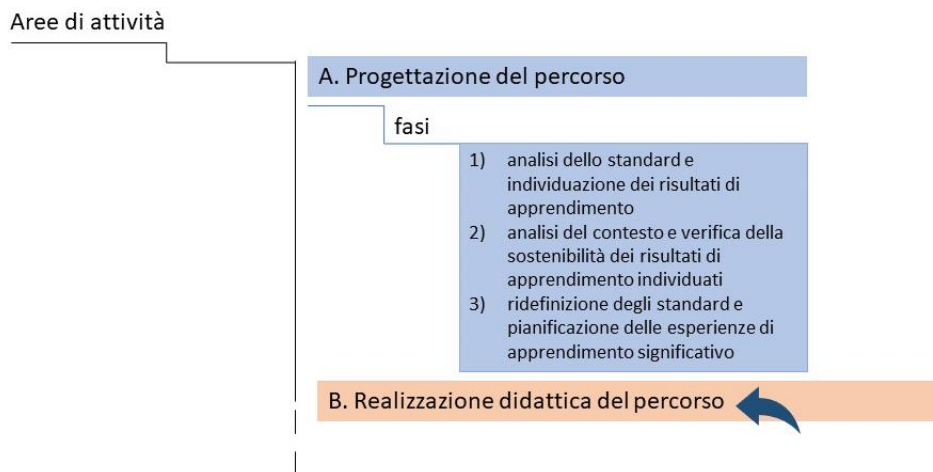 Aree di attività
A. Progettazione del percorso
fasi
1) analisi dello standard e
individuazione dei risultati di
apprendimento
2) analisi del contesto e verifica della
sostenibilità dei risultati di
apprendimento individuati
3) ridefinizione degli standard e
pianificazione delle esperienze di
apprendimento significativo
B. Realizzazione didattica del percorso